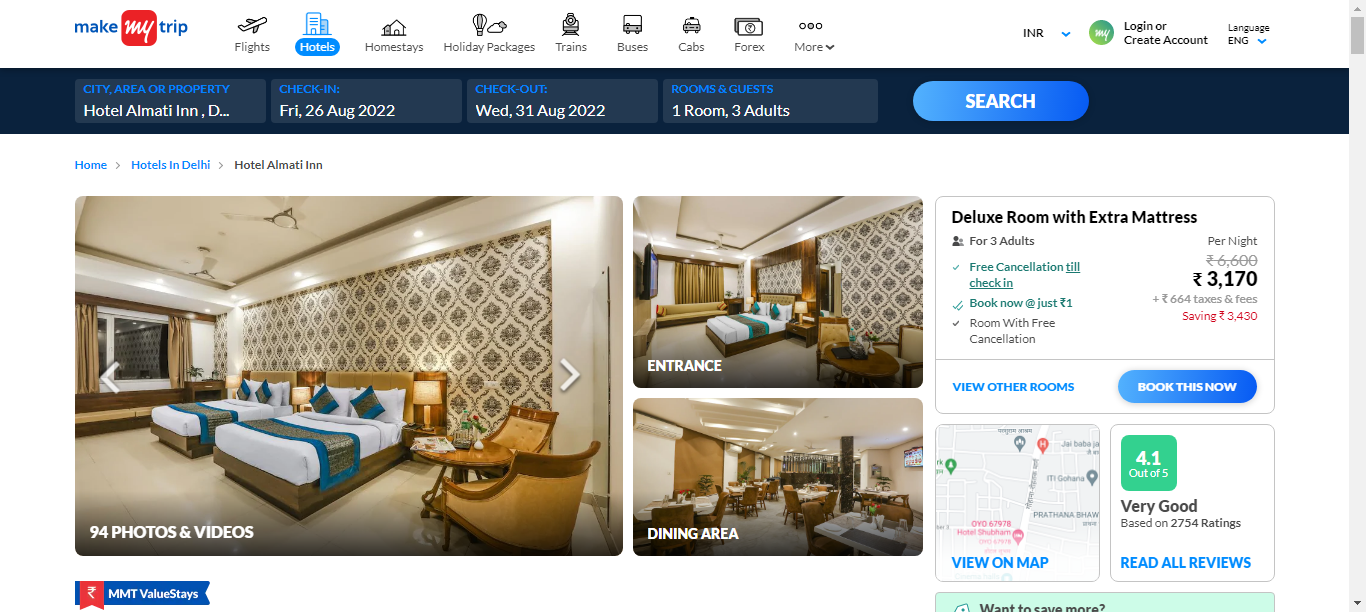 make my trip
Flights
Hotels
Homestays
Holiday Packages
Trains
Buses
Cabs
Forex
More
INR
my
Login or
Create Account
Language
ENG
CITY, AREA OR PROPERTY
Hotel Almati Inn , D...
CHECK-IN:
Fri, 26 Aug 2022
CHECK-OUT:
Wed, 31 Aug 2022
ROOMS & GUESTS
1 Room, 3 Adults
SEARCH
Home > Hotels In Delhi > Hotel Almati Inn
94 PHOTOS & VIDEOS
ENTRANCE
DINING AREA
Deluxe Room with Extra Mattress
For 3 Adults
Per Night
₹ 6,600
₹ 3,170
+ ₹ 664 taxes & fees
Saving ₹ 3,430
Free Cancellation till
check in
Book now @ just ₹1
Room With Free
Cancellation
VIEW OTHER ROOMS
BOOK THIS NOW
Jai baba ja
ITI Gohana
PRATHANA BHAW
OYO 67978
Hotel Shubham
VIEW ON MAP
4.1
Out of 5
Very Good
Based on 2754 Ratings
READ ALL REVIEWS
₹ MMT ValueStays
Want to save more?